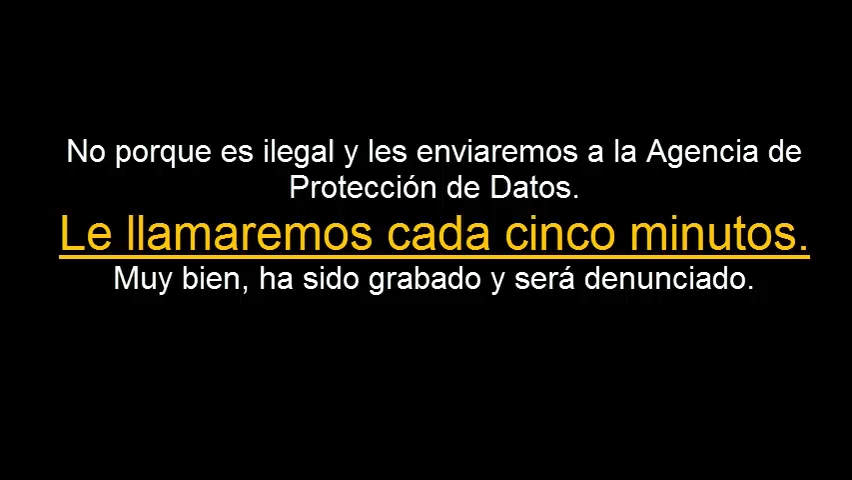 No porque es ilegal y les enviaremos a la Agencia de
Protección de Datos.
Le llamaremos cada cinco minutos.
Muy bien, ha sido grabado y será denunciado.